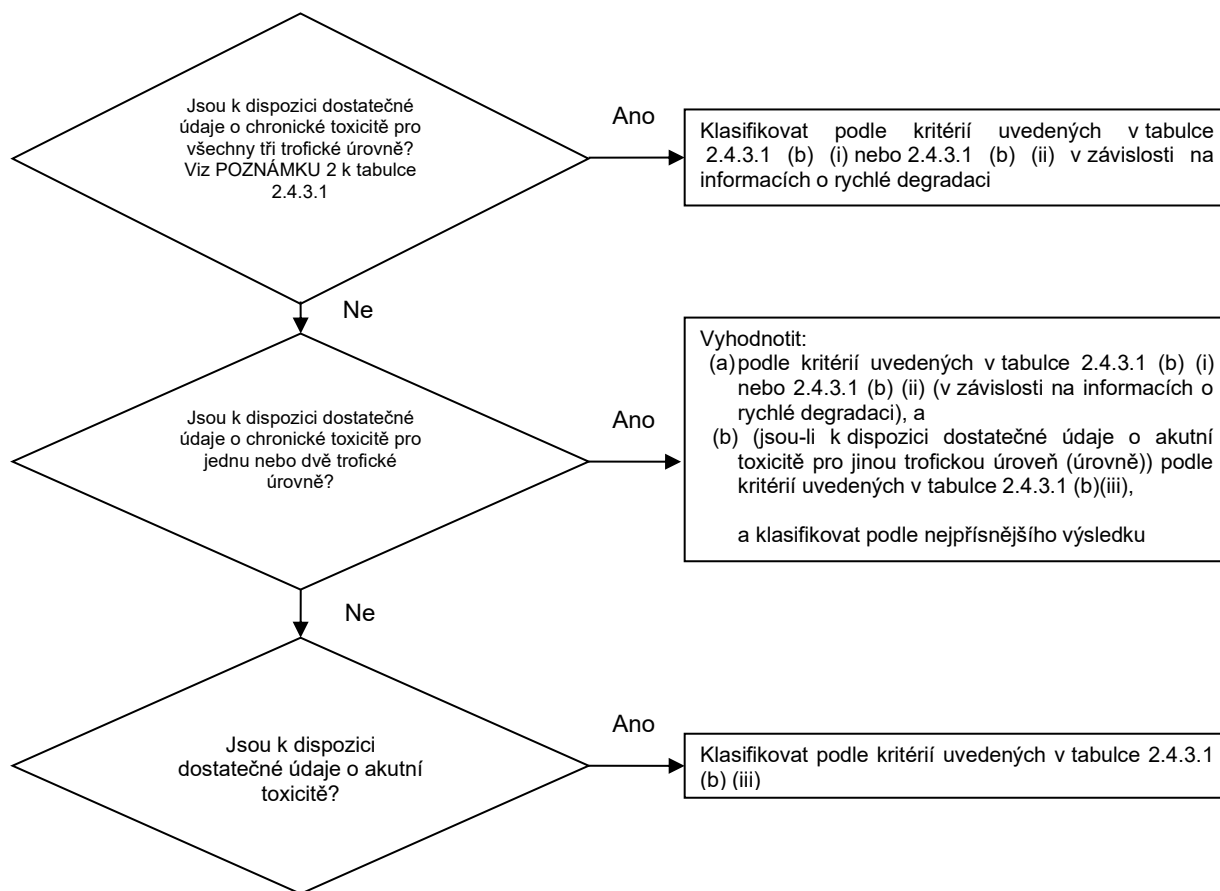 Jsou k dispozici dostatečné
údaje o chronické toxicitě pro
všechny tři trofické úrovně?
Viz POZNÁMKU 2 k tabulce
2.4.3.1
Ano
Klasifikovat podle kritérií uvedených v tabulce
2.4.3.1 (b) (i) nebo 2.4.3.1 (b) (ii) v závislosti na
informacích o rychlé degradaci
Ne
Jsou k dispozici dostatečné
údaje o chronické toxicitě pro
jednu nebo dvě trofické
úrovně?
Ano
Vyhodnotit:
(a) podle kritérií uvedených v tabulce 2.4.3.1 (b) (i)
nebo 2.4.3.1 (b) (ii) (v závislosti na informacích o
rychlé degradaci), a
(b) (jsou-li k dispozici dostatečné údaje o akutní
toxicitě pro jinou trofickou úroveň (úrovně)) podle
kritérií uvedených v tabulce 2.4.3.1 (b)(iii),
a klasifikovat podle nejpřísnějšího výsledku
Ne
Jsou k dispozici
dostatečné údaje o akutní
toxicitě?
Ano
Klasifikovat podle kritérií uvedených v tabulce 2.4.3.1
(b) (iii)